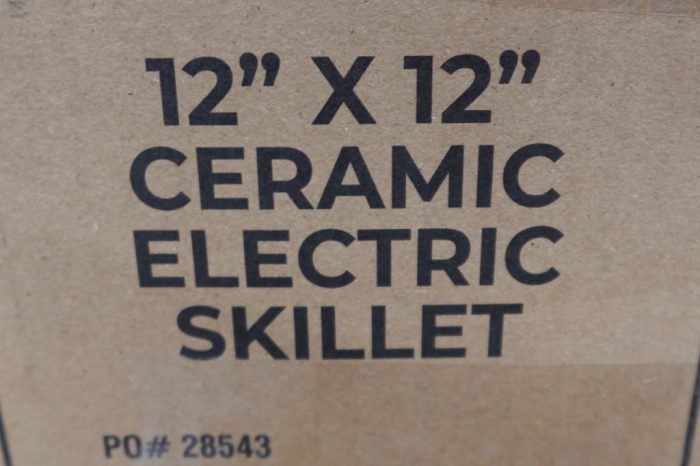 12” X 12”
CERAMIC
ELECTRIC
SKILLET
PO# 28543